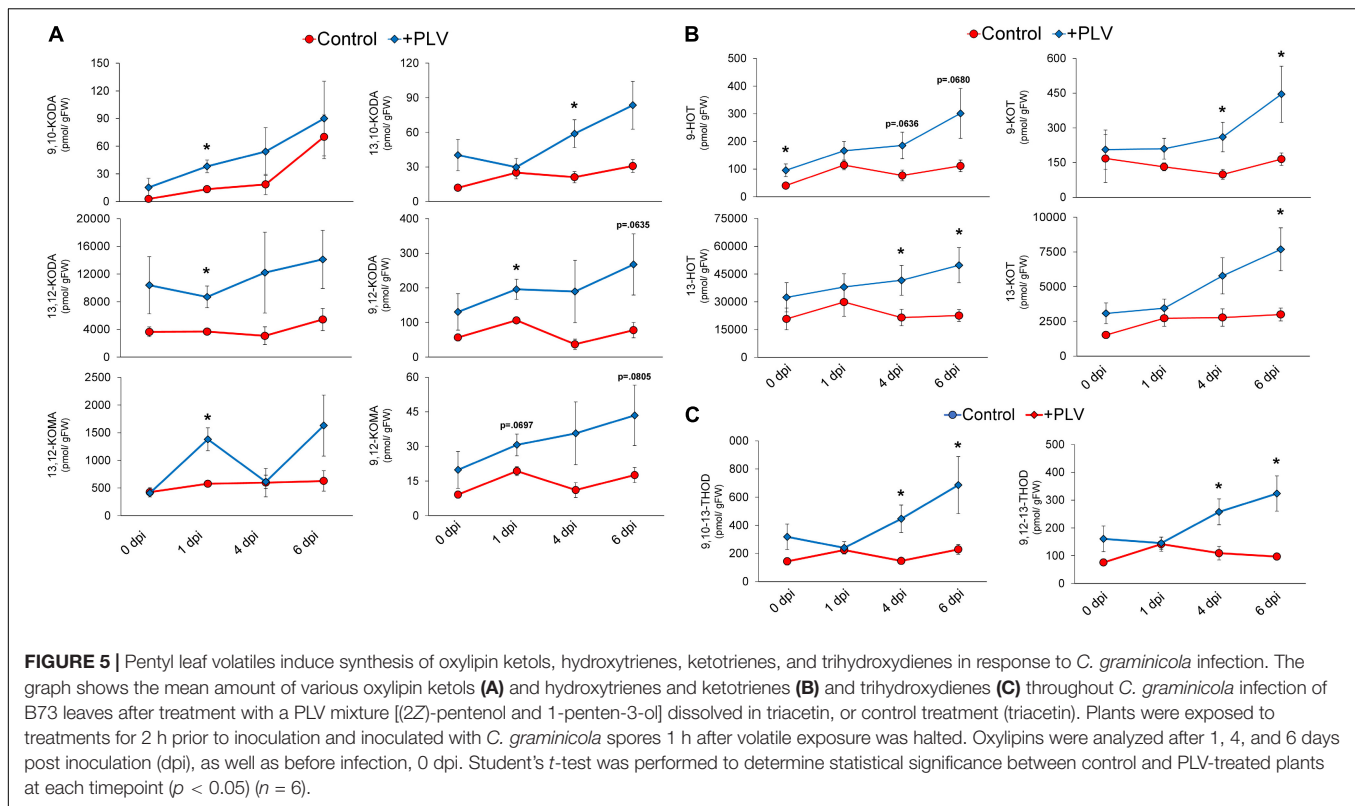 A
Control +PLV
9,10-KODA
(pmol/ gFW)
150
120
90
60
30
0
*
13,10-KODA
(pmol/ gFW)
120
90
60
30
0
*
13,12-KODA
(pmol/ gFW)
20000
16000
12000
8000
4000
0
*
9,12-KODA
(pmol/ gFW)
400
300
200
100
0
*
p=.0635
13,12-KOMA
(pmol/ gFW)
2500
2000
1500
1000
500
0
*
0 dpi 1 dpi 4 dpi 6 dpi
9,12-KOMA
(pmol/ gFW)
60
45
30
15
0
p=.0697
p=.0805
0 dpi 1 dpi 4 dpi 6 dpi
B
Control +PLV
9-HOT
(pmol/ gFW)
500
400
300
200
100
0
*
p=.0636
p=.0680
9-KOT
(pmol/ gFW)
600
450
300
150
0
* *
13-HOT
(pmol/ gFW)
75000
60000
45000
30000
15000
0
* *
0 dpi 1 dpi 4 dpi 6 dpi
13-KOT
(pmol/ gFW)
10000
7500
5000
2500
0
*
0 dpi 1 dpi 4 dpi 6 dpi
C
Control +PLV
9,10-13-THOD
(pmol/ gFW)
000
800
600
400
200
0
* *
0 dpi 1 dpi 4 dpi 6 dpi
9,12-13-THOD
(pmol/ gFW)
500
400
300
200
100
0
* *
0 dpi 1 dpi 4 dpi 6 dpi
FIGURE 5 | Pentyl leaf volatiles induce synthesis of oxylipin ketols, hydroxytrienes, ketotrienes, and trihydroxydienes in response to C. graminicola infection. The
graph shows the mean amount of various oxylipin ketols (A) and hydroxytrienes and ketotrienes (B) and trihydroxydienes (C) throughout C. graminicola infection of
B73 leaves after treatment with a PLV mixture [(2Z)-pentenol and 1-penten-3-ol] dissolved in triacetin, or control treatment (triacetin). Plants were exposed to
treatments for 2 h prior to inoculation and inoculated with C. graminicola spores 1 h after volatile exposure was halted. Oxylipins were analyzed after 1, 4, and 6 days
post inoculation (dpi), as well as before infection, 0 dpi. Student's t-test was performed to determine statistical significance between control and PLV-treated plants
at each timepoint (p < 0.05) (n = 6).